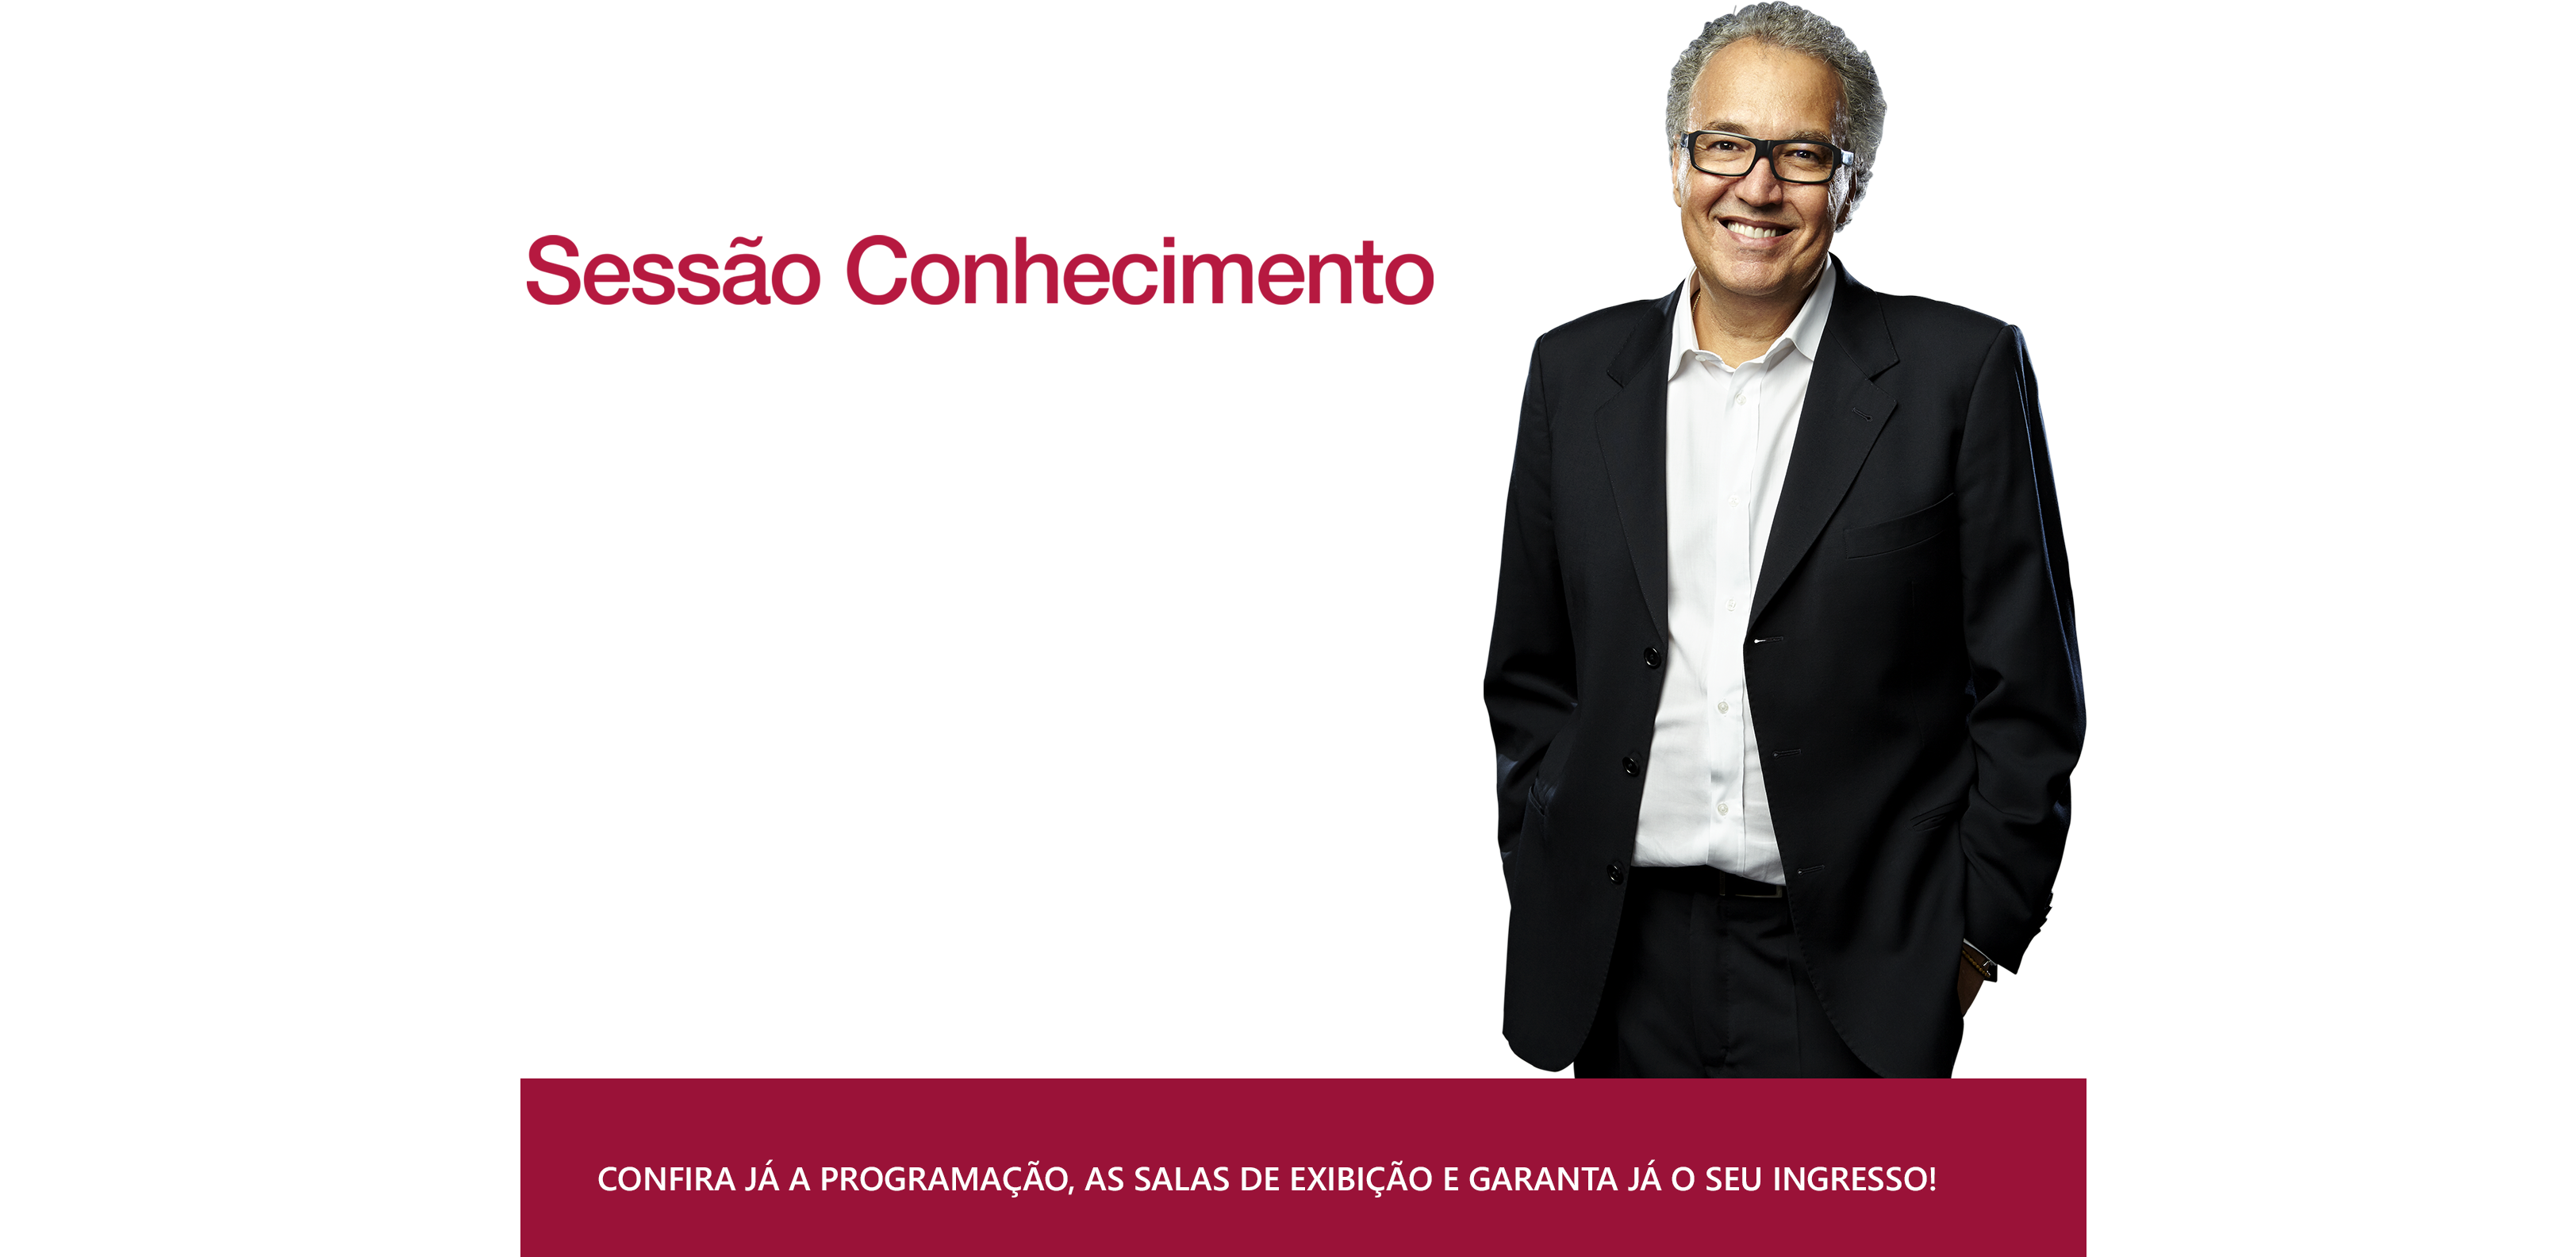 Sessão Conhecimento
CONFIRA JÁ A PROGRAMAÇÃO, AS SALAS DE EXIBIÇÃO E GARANTA JÁ O SEU INGRESSO!